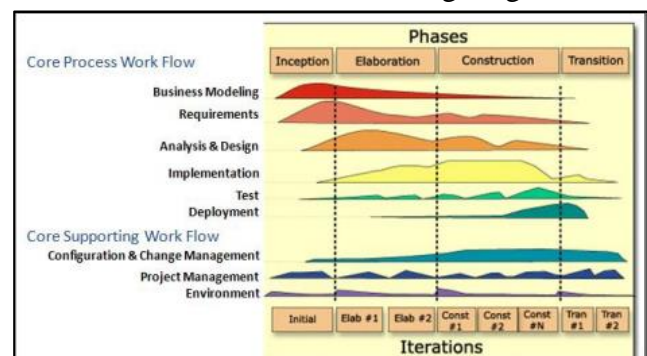 Phases
Core Process Work Flow
Inception Elaboration Construction Transition
Business Modeling
Requirements
Analysis & Design
Implementation
Test
Deployment
Core Supporting Work Flow
Configuration & Change Management
Project Management
Environment
Initial Elab #1 Elab #2 Const #1 Const #2 Const #N Tran #1 Tran #2
Iterations